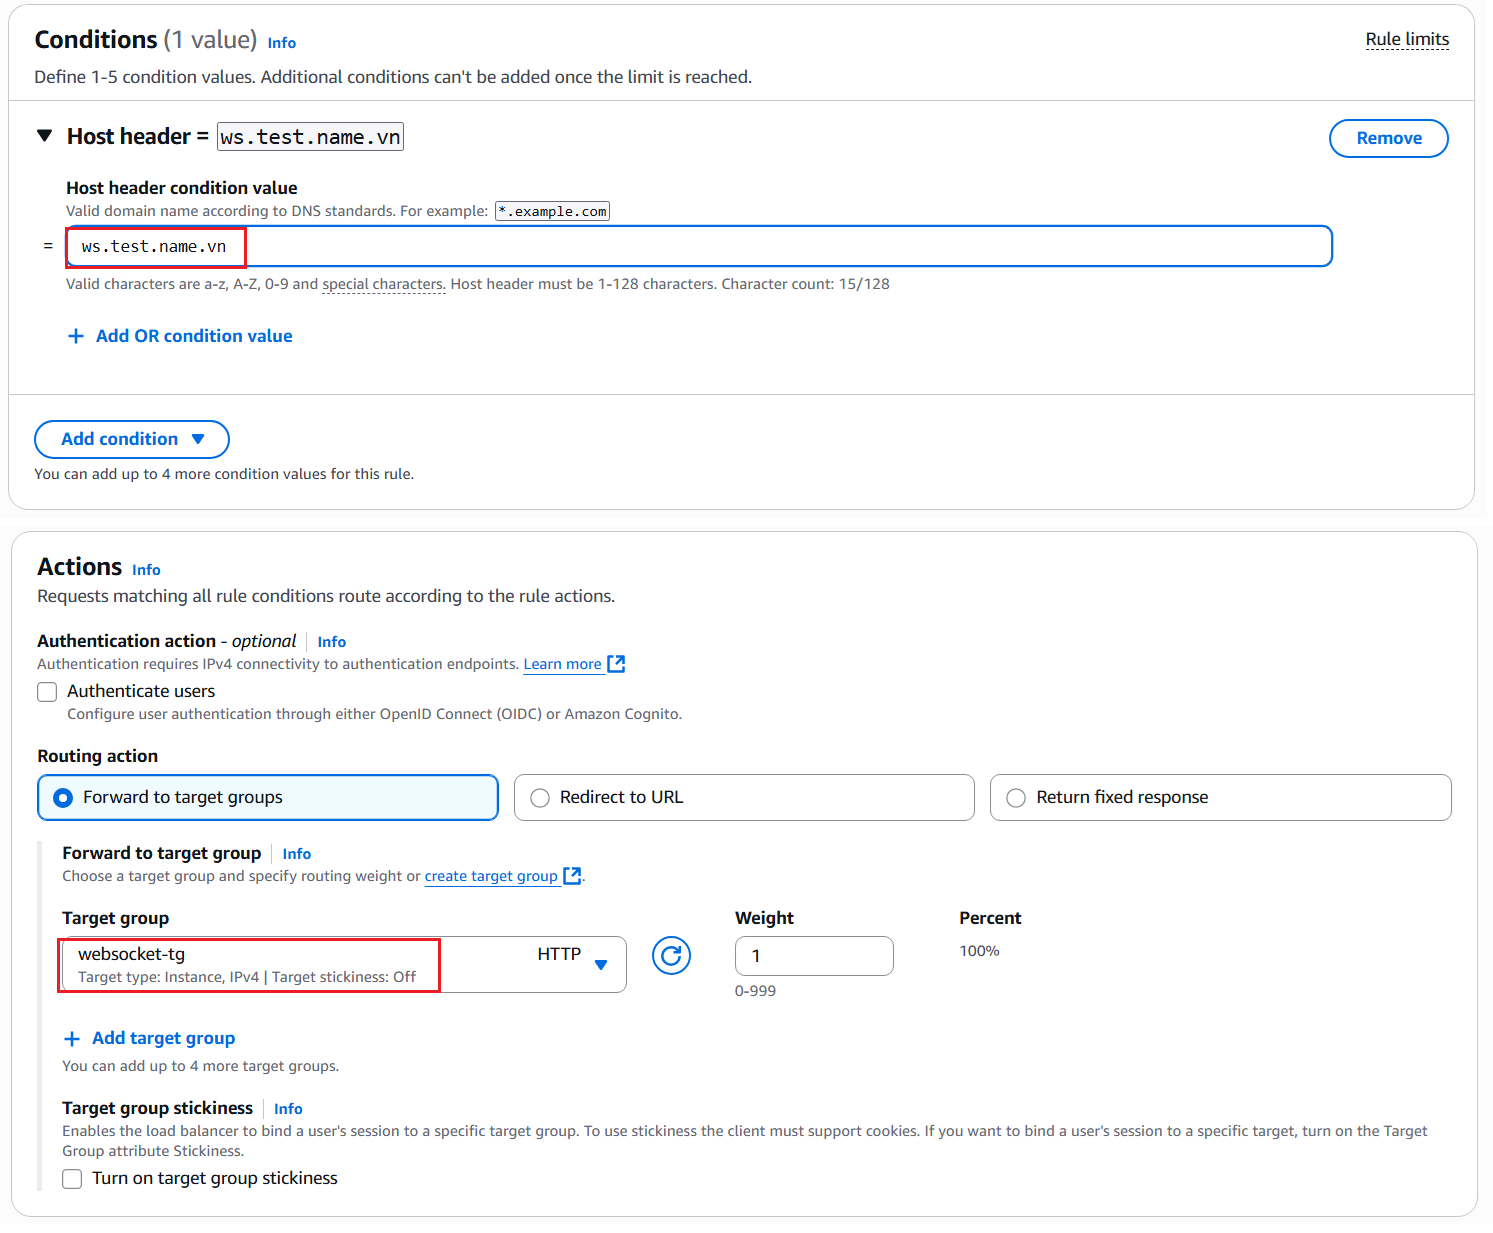 Conditions (1 value) Info
Rule limits
Define 1-5 condition values. Additional conditions can't be added once the limit is reached.
Host header = ws.test.name.vn
Remove
Host header condition value
Valid domain name according to DNS standards. For example: *.example.com
= ws.test.name.vn
Valid characters are a-z, A-Z, 0-9 and special characters. Host header must be 1-128 characters. Character count: 15/128
+ Add OR condition value
Add condition
You can add up to 4 more condition values for this rule.
Actions Info
Requests matching all rule conditions route according to the rule actions.
Authentication action - optional Info
Authentication requires IPv4 connectivity to authentication endpoints. Learn more
Authenticate users
Configure user authentication through either OpenID Connect (OIDC) or Amazon Cognito.
Routing action
Forward to target groups
Redirect to URL
Return fixed response
Forward to target group Info
Choose a target group and specify routing weight or create target group.
Target group
Weight
Percent
websocket-tg
HTTP
Target type: Instance, IPv4 | Target stickiness: Off
1
100%
0-999
+ Add target group
You can add up to 4 more target groups.
Target group stickiness Info
Enables the load balancer to bind a user's session to a specific target group. To use stickiness the client must support cookies. If you want to bind a user's session to a specific target, turn on the Target
Group attribute Stickiness.
Turn on target group stickiness